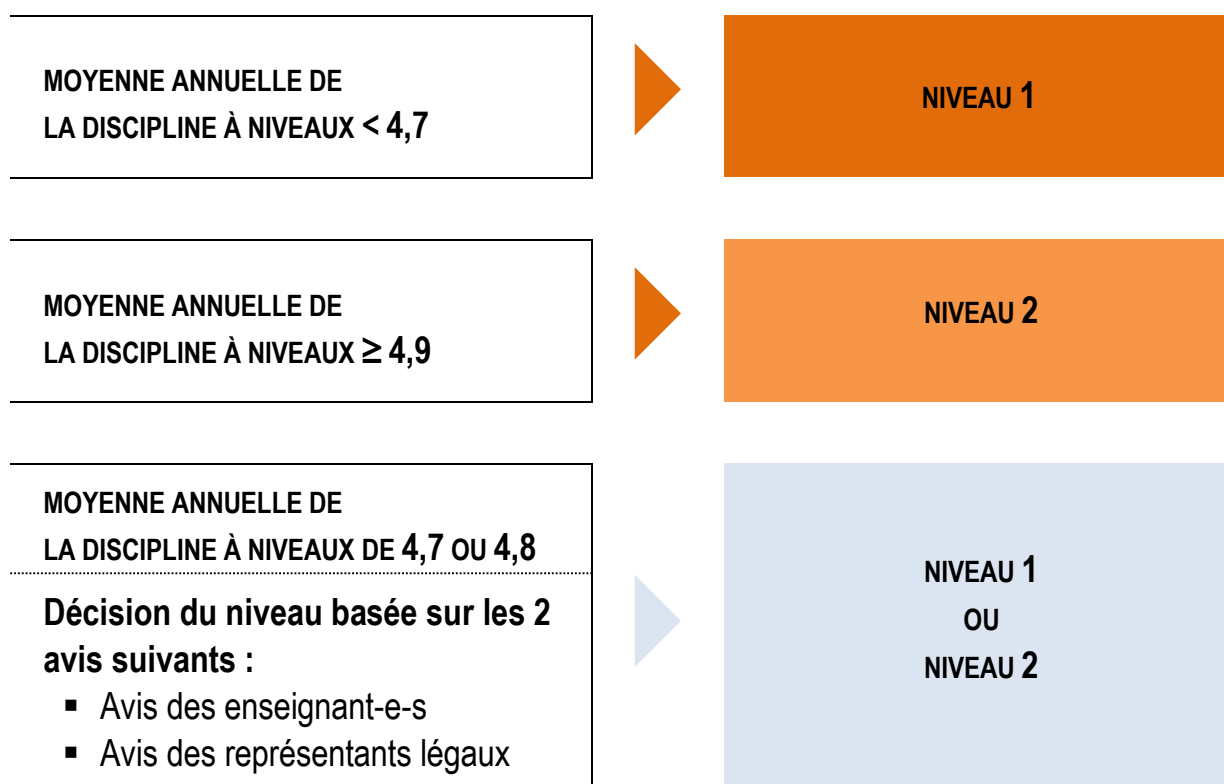 MOYENNE ANNUELLE DE
LA DISCIPLINE À NIVEAUX < 4,7
NIVEAU 1
MOYENNE ANNUELLE DE
LA DISCIPLINE À NIVEAUX ≥ 4,9
NIVEAU 2
MOYENNE ANNUELLE DE
LA DISCIPLINE À NIVEAUX DE 4,7 OU 4,8
Décision du niveau basée sur les 2
avis suivants :
▪ Avis des enseignant-e-s
▪ Avis des représentants légaux
NIVEAU 1
OU
NIVEAU 2